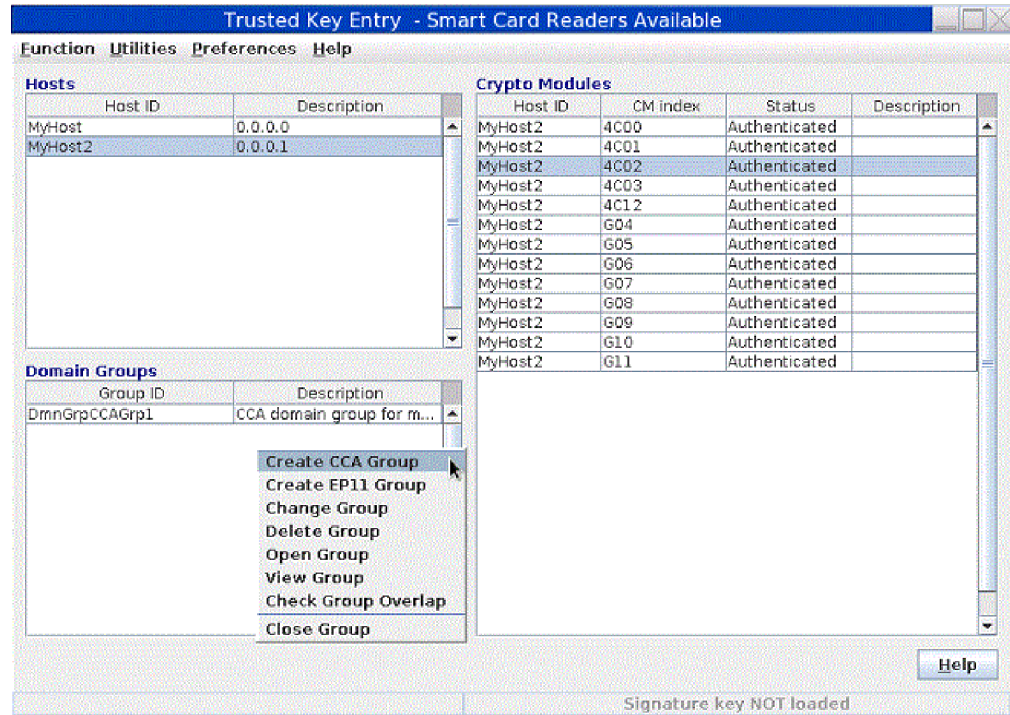 Trusted Key Entry - Smart Card Readers Available
Function Utilities Preferences Help
Hosts
Host ID Description
MyHost 0.0.0.0
MyHost2 0.0.0.1
Domain Groups
Group ID Description
DmnGrpCCAGrp1 CCA domain group for m...
Create CCA Group
Create EP11 Group
Change Group
Delete Group
Open Group
View Group
Check Group Overlap
Close Group
Crypto Modules
Host ID CM index Status Description
MyHost2 4C00 Authenticated
MyHost2 4C01 Authenticated
MyHost2 4C02 Authenticated
MyHost2 4C03 Authenticated
MyHost2 4C12 Authenticated
MyHost2 G04 Authenticated
MyHost2 G05 Authenticated
MyHost2 G06 Authenticated
MyHost2 G07 Authenticated
MyHost2 G08 Authenticated
MyHost2 G09 Authenticated
MyHost2 G10 Authenticated
MyHost2 G11 Authenticated
Help
Signature key NOT loaded